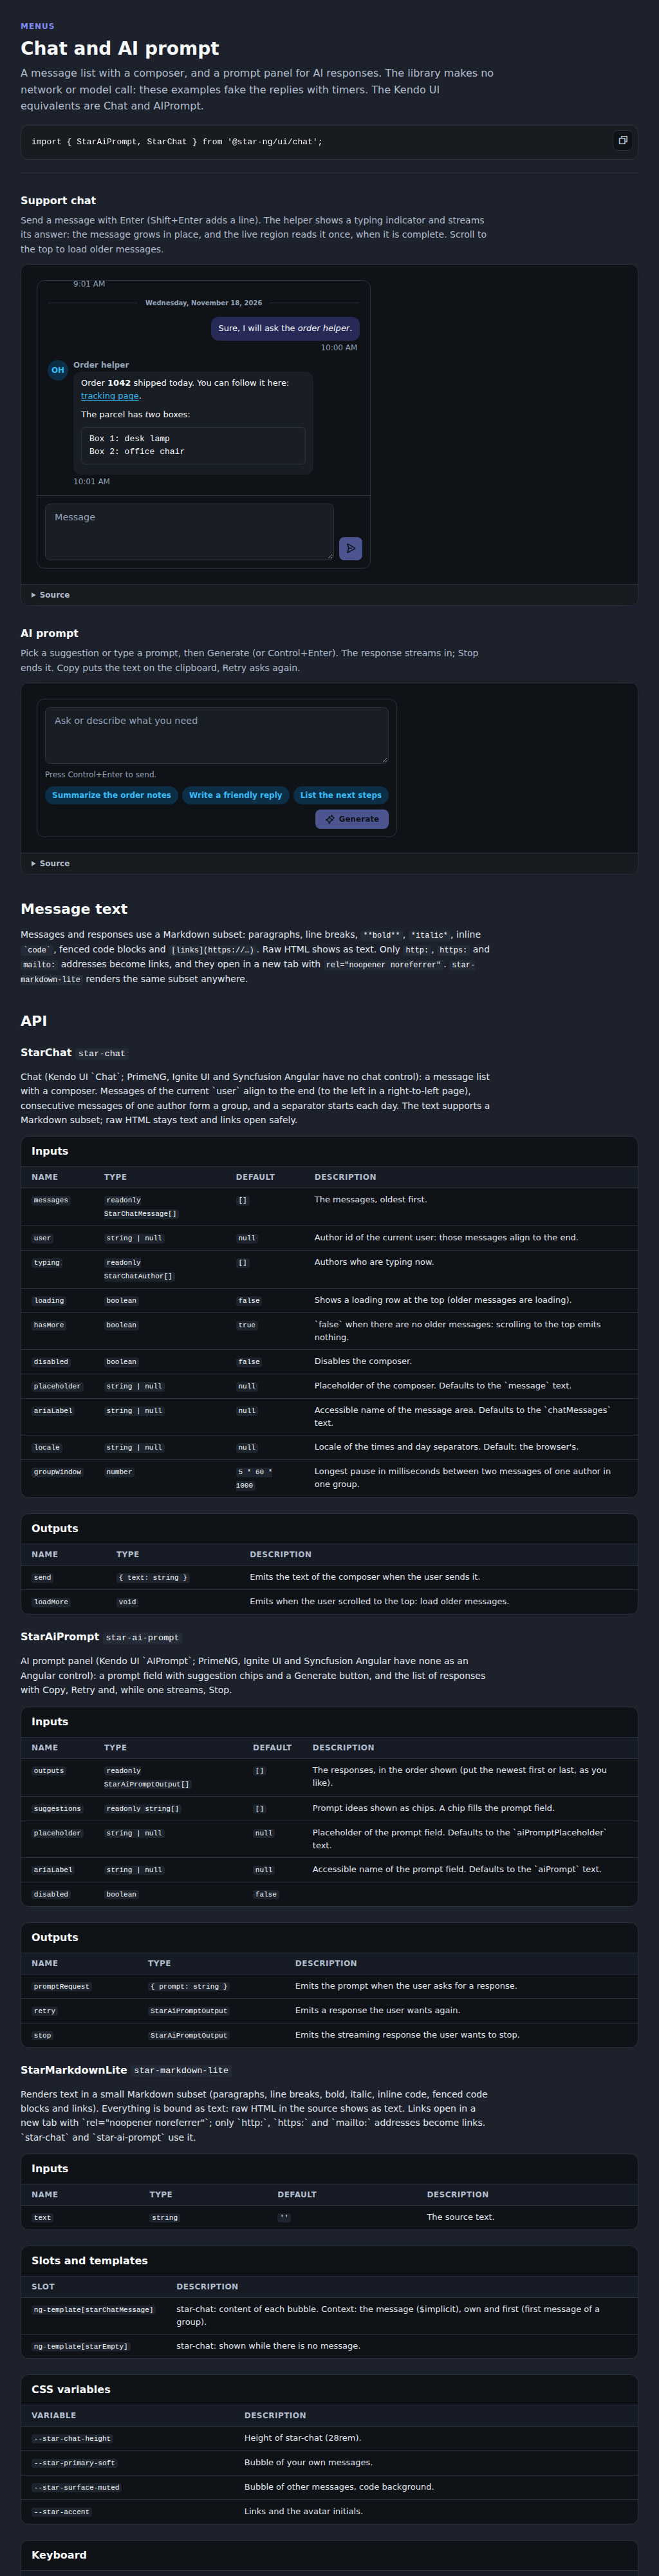 MENUS
Chat and AI prompt
A message list with a composer, and a prompt panel for AI responses. The library makes no
network or model call: these examples fake the replies with timers. The Kendo UI
equivalents are Chat and AIPrompt.
import { StarAiPrompt, StarChat } from '@star-ng/ui/chat';
Support chat
Send a message with Enter (Shift+Enter adds a line). The helper shows a typing indicator and streams
its answer: the message grows in place, and the live region reads it once, when it is complete. Scroll to
the top to load older messages.
9:01 AM
Wednesday, November 18, 2026
Sure, I will ask the order helper.
10:00 AM
OH
Order helper
Order 1042 shipped today. You can follow it here:
tracking page.
The parcel has two boxes:
Box 1: desk lamp
Box 2: office chair
10:01 AM
Message
▶ Source
AI prompt
Pick a suggestion or type a prompt, then Generate (or Control+Enter). The response streams in; Stop
ends it. Copy puts the text on the clipboard, Retry asks again.
Ask or describe what you need
Press Control+Enter to send.
Summarize the order notes Write a friendly reply List the next steps
Generate
▶ Source
Message text
Messages and responses use a Markdown subset: paragraphs, line breaks, **bold**, *italic*, inline
`code`, fenced code blocks and [links](https://…). Raw HTML shows as text. Only http:, https: and
mailto: addresses become links, and they open in a new tab with rel="noopener noreferrer". star-
markdown-lite renders the same subset anywhere.
API
StarChat star-chat
Chat (Kendo UI `Chat`; PrimeNG, Ignite UI and Syncfusion Angular have no chat control): a message list
with a composer. Messages of the current `user` align to the end (to the left in a right-to-left page),
consecutive messages of one author form a group, and a separator starts each day. The text supports a
Markdown subset; raw HTML stays text and links open safely.
Inputs
NAME TYPE DEFAULT DESCRIPTION
messages readonly StarChatMessage[] [] The messages, oldest first.
user string | null null Author id of the current user: those messages align to the end.
typing readonly StarChatAuthor[] [] Authors who are typing now.
loading boolean false Shows a loading row at the top (older messages are loading).
hasMore boolean true `false` when there are no older messages: scrolling to the top emits
nothing.
disabled boolean false Disables the composer.
placeholder string | null null Placeholder of the composer. Defaults to the `message` text.
ariaLabel string | null null Accessible name of the message area. Defaults to the `chatMessages`
text.
locale string | null null Locale of the times and day separators. Default: the browser's.
groupWindow number 5 * 60 * 1000 Longest pause in milliseconds between two messages of one author in
one group.
Outputs
NAME TYPE DESCRIPTION
send { text: string } Emits the text of the composer when the user sends it.
loadMore void Emits when the user scrolled to the top: load older messages.
StarAiPrompt star-ai-prompt
AI prompt panel (Kendo UI `AIPrompt`; PrimeNG, Ignite UI and Syncfusion Angular have none as an
Angular control): a prompt field with suggestion chips and a Generate button, and the list of responses
with Copy, Retry and, while one streams, Stop.
Inputs
NAME TYPE DEFAULT DESCRIPTION
outputs readonly StarAiPromptOutput[] [] The responses, in the order shown (put the newest first or last, as you
like).
suggestions readonly string[] [] Prompt ideas shown as chips. A chip fills the prompt field.
placeholder string | null null Placeholder of the prompt field. Defaults to the `aiPromptPlaceholder`
text.
ariaLabel string | null null Accessible name of the prompt field. Defaults to the `aiPrompt` text.
disabled boolean false
Outputs
NAME TYPE DESCRIPTION
promptRequest { prompt: string } Emits the prompt when the user asks for a response.
retry StarAiPromptOutput Emits a response the user wants again.
stop StarAiPromptOutput Emits the streaming response the user wants to stop.
StarMarkdownLite star-markdown-lite
Renders text in a small Markdown subset (paragraphs, line breaks, bold, italic, inline code, fenced code
blocks and links). Everything is bound as text: raw HTML in the source shows as text. Links open in a
new tab with `rel="noopener noreferrer"`; only `http:`, `https:` and `mailto:` addresses become links.
`star-chat` and `star-ai-prompt` use it.
Inputs
NAME TYPE DEFAULT DESCRIPTION
text string '' The source text.
Slots and templates
SLOT DESCRIPTION
ng-template[starChatMessage] star-chat: content of each bubble. Context: the message ($implicit), own and first (first message of a
group).
ng-template[starEmpty] star-chat: shown while there is no message.
CSS variables
VARIABLE DESCRIPTION
--star-chat-height Height of star-chat (28rem).
--star-primary-soft Bubble of your own messages.
--star-surface-muted Bubble of other messages, code background.
--star-accent Links and the avatar initials.
Keyboard